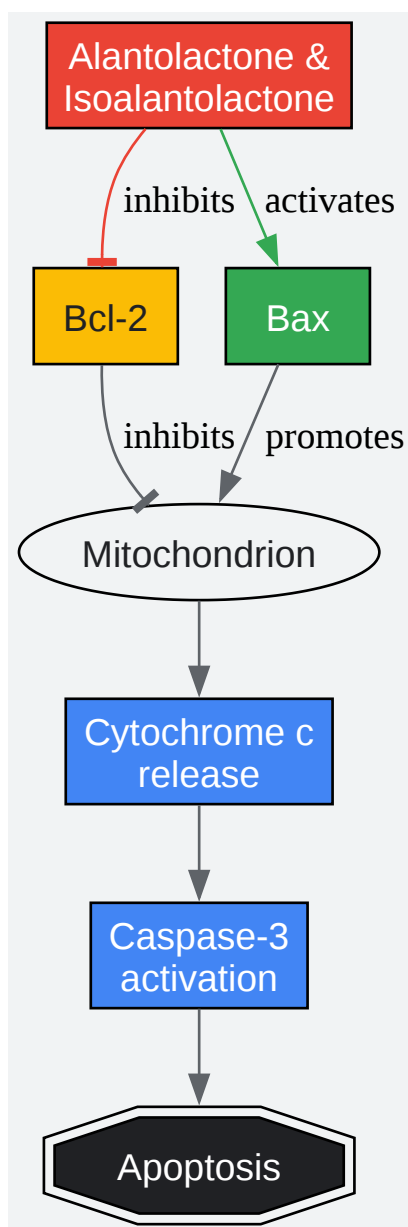 Alantolactone &
Isoalantolactone
inhibits
activates
Bcl-2
Bax
inhibits
promotes
Mitochondrion
Cytochrome c
release
Caspase-3
activation
Apoptosis